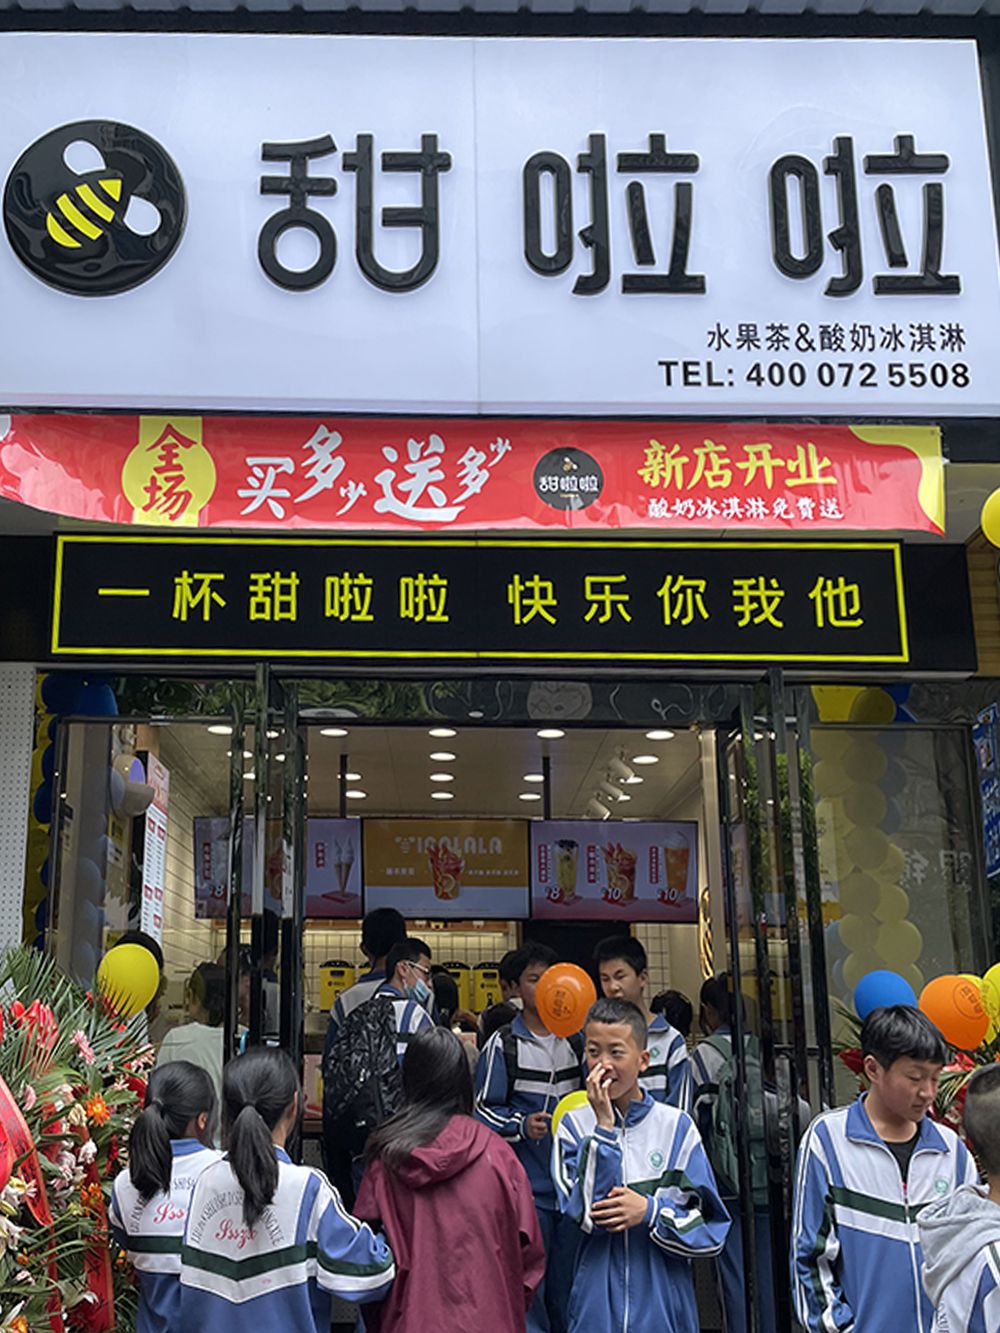 甜啦啦
水果茶&酸奶冰淇淋
TEL: 400 072 5508
全场
买多少送多少
甜啦啦
新店开业
酸奶冰淇淋免费送
一杯甜啦啦 快乐你我他